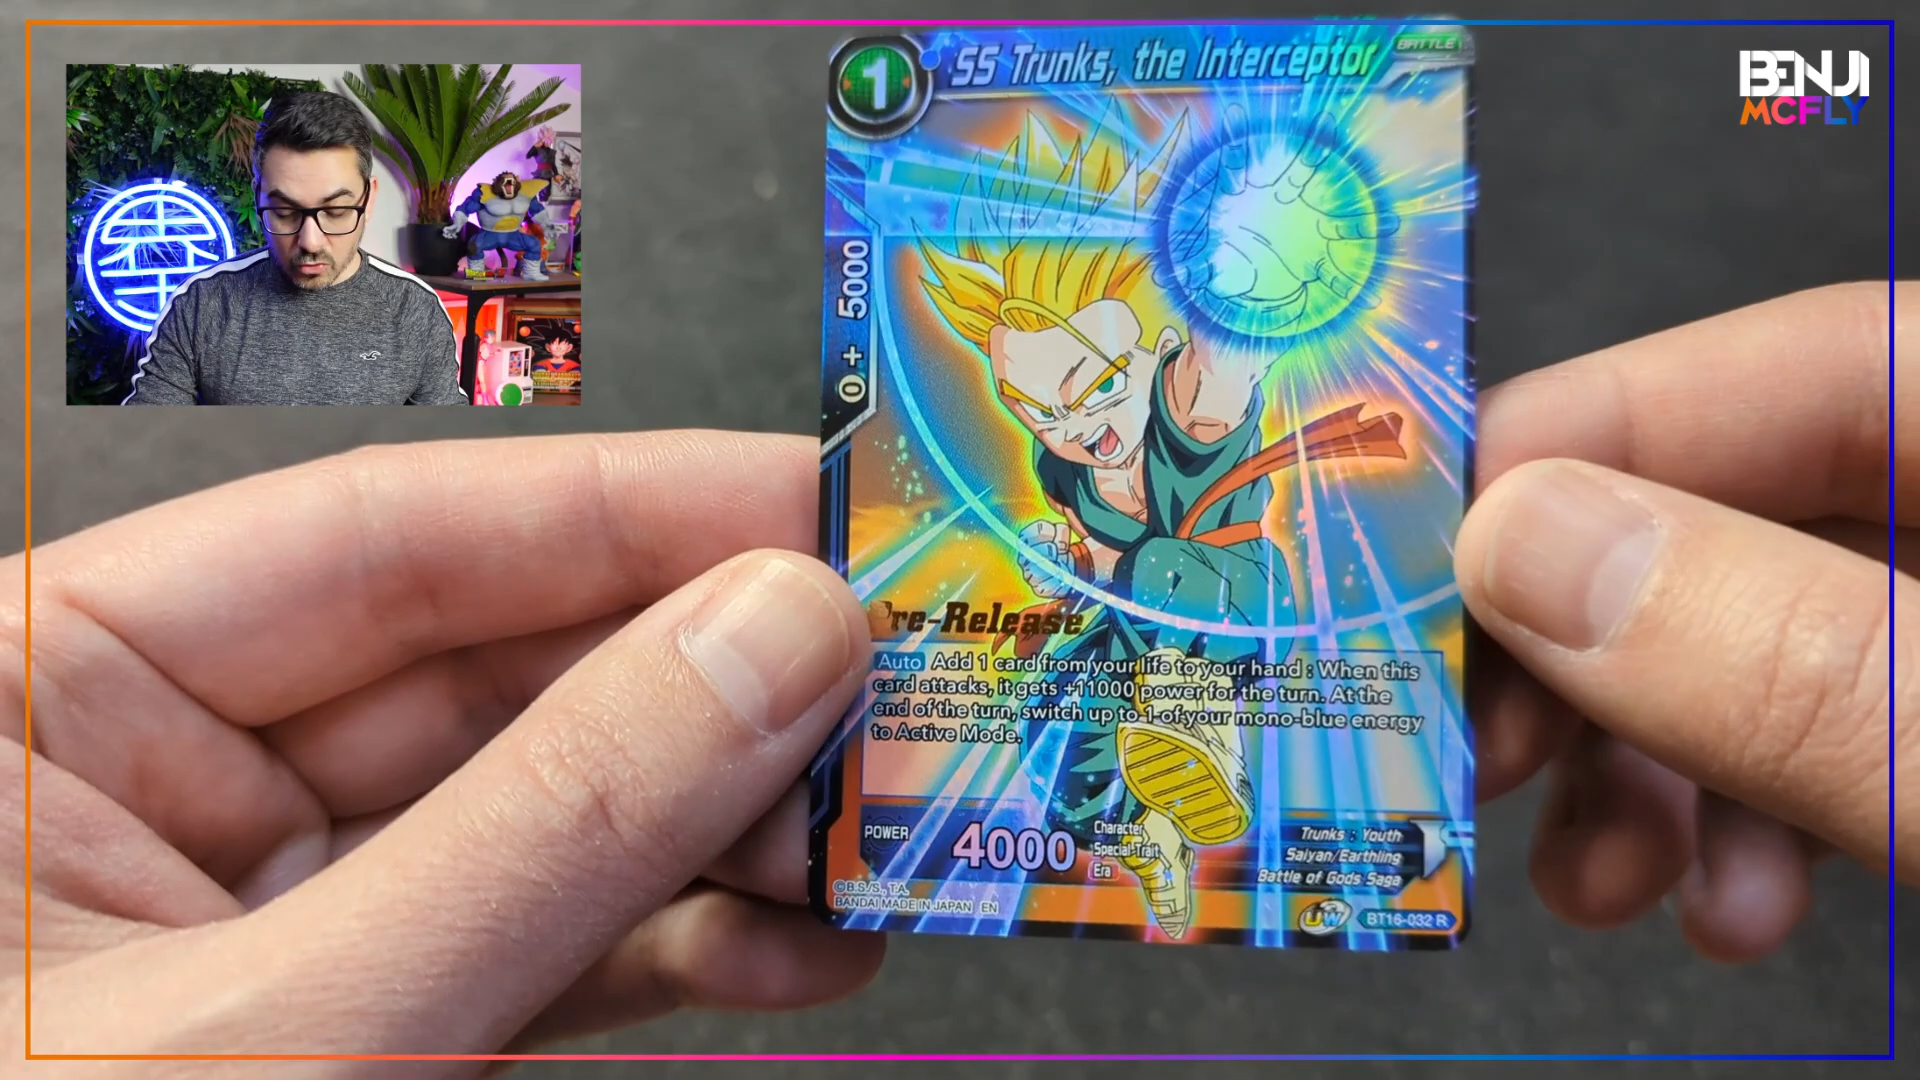 BENJI
MCFLY
1
SS Trunks, the Interceptor
BATTLE
0 + 5000
Pre-Release
Auto Add 1 card from your life to your hand : When this
card attacks, it gets +11000 power for the turn. At the
end of the turn, switch up to 1 of your mono-blue energy
to Active Mode.
POWER
4000
Character
Special Trait
Era
Trunks : Youth
Saiyan/Earthling
Battle of Gods Saga
©B.S./S., T.A.
BANDAI MADE IN JAPAN EN
UW
BT16-032 R